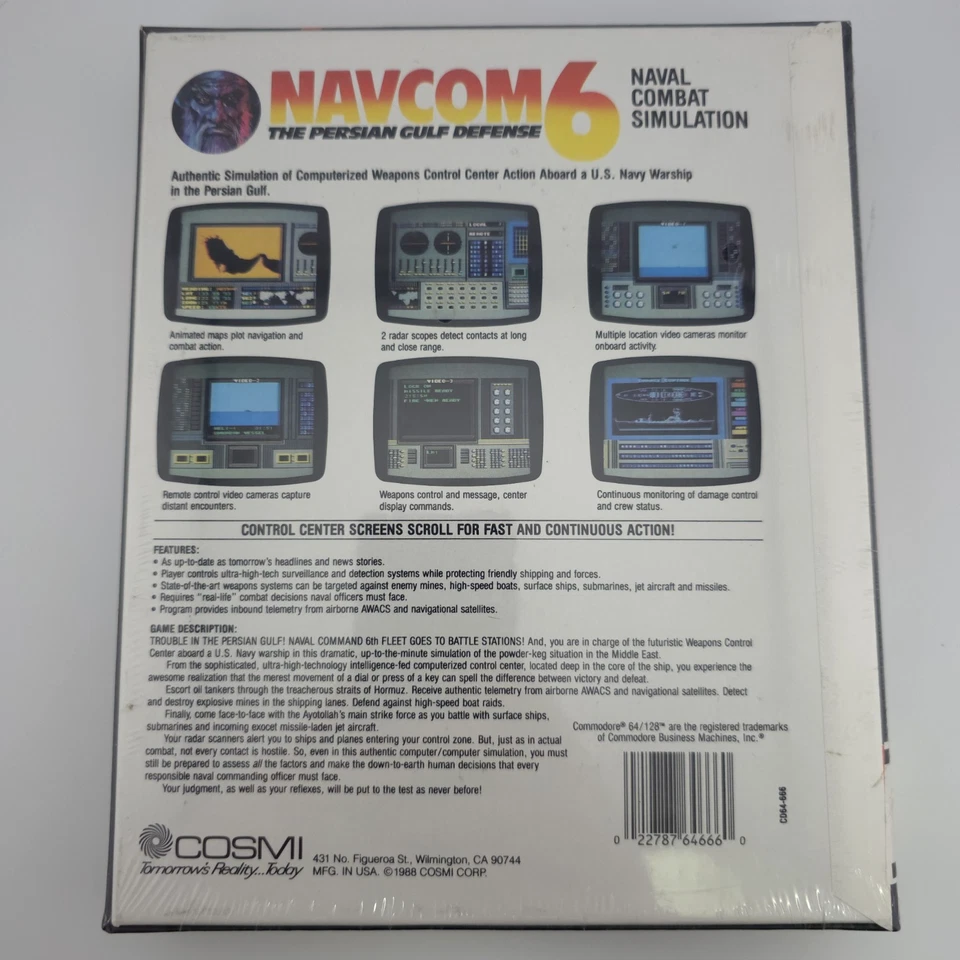 NAVCOM 6
THE PERSIAN GULF DEFENSE
NAVAL
COMBAT
SIMULATION
Authentic Simulation of Computerized Weapons Control Center Action Aboard a U.S. Navy Warship
in the Persian Gulf.
Animated maps plot navigation and
combat action.
LOCAL
REMOTE
2 radar scopes detect contacts at long
and close range.
Multiple location video cameras monitor
onboard activity.
Remote control video cameras capture
distant encounters.
Weapons control and message, center
display commands.
Continuous monitoring of damage control
and crew status.
CONTROL CENTER SCREENS SCROLL FOR FAST AND CONTINUOUS ACTION!
FEATURES:
• As up-to-date as tomorrow's headlines and news stories.
• Player controls ultra-high-tech surveillance and detection systems while protecting friendly shipping and forces.
• State-of-the-art weapons systems can be targeted against enemy mines, high-speed boats, surface ships, submarines, jet aircraft and missiles.
• Requires "real-life" combat decisions naval officers must face.
• Program provides inbound telemetry from airborne AWACS and navigational satellites.
GAME DESCRIPTION:
TROUBLE IN THE PERSIAN GULF! NAVAL COMMAND 6th FLEET GOES TO BATTLE STATIONS! And, you are in charge of the futuristic Weapons Control
Center aboard a U.S. Navy warship in this dramatic, up-to-the-minute simulation of the powder-keg situation in the Middle East.
From the sophisticated, ultra-high-technology intelligence-fed computerized control center, located deep in the core of the ship, you experience the
awesome realization that the merest movement of a dial or press of a key can spell the difference between victory and defeat.
Escort oil tankers through the treacherous straits of Hormuz. Receive authentic telemetry from airborne AWACS and navigational satellites. Detect
and destroy explosive mines in the shipping lanes. Defend against high-speed boat raids.
Finally, come face-to-face with the Ayotollah's main strike force as you battle with surface ships,
submarines and incoming exocet missile-laden jet aircraft.
Your radar scanners alert you to ships and planes entering your control zone. But, just as in actual
combat, not every contact is hostile. So, even in this authentic computer/computer simulation, you must
still be prepared to assess all the factors and make the down-to-earth human decisions that every
responsible naval commanding officer must face.
Your judgment, as well as your reflexes, will be put to the test as never before!
Commodore® 64/128™ are the registered trademarks
of Commodore Business Machines, Inc.®
0 22787 64666 0
CD64-666
COSMI
Tomorrow's Reality...Today
431 No. Figueroa St., Wilmington, CA 90744
MFG. IN USA. ©1988 COSMI CORP.